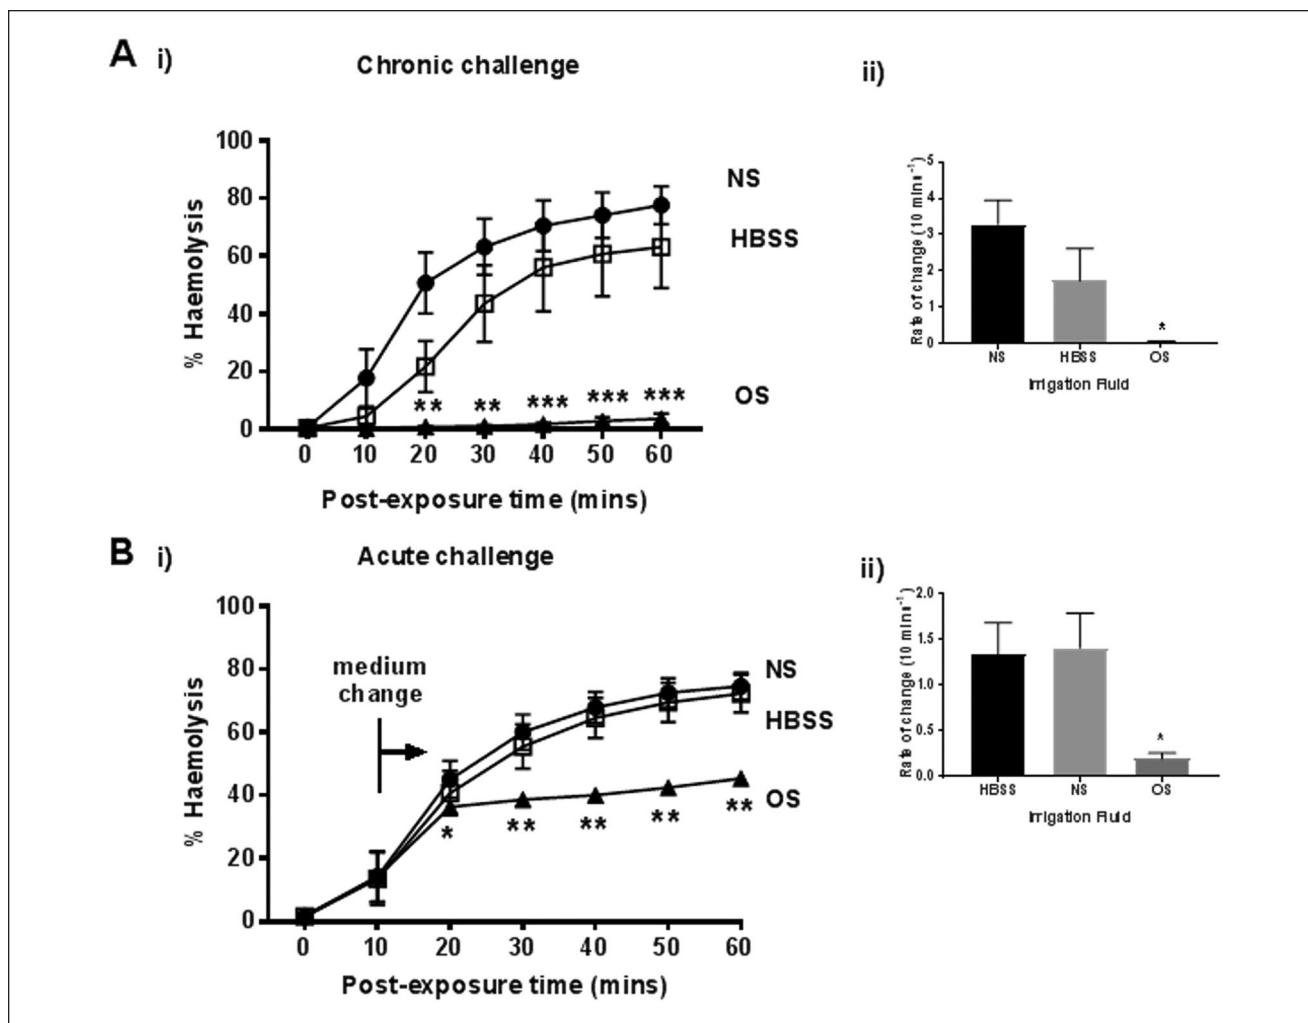 A i)
Chronic challenge
ii)
100
80
60
40
20
0
% Haemolysis
NS
HBSS
OS
** ** *** *** ***
0 10 20 30 40 50 60
Post-exposure time (mins)
5
4
3
2
1
0
Rate of change (10 mins⁻¹)
*
NS HBSS OS
Irrigation Fluid
B i)
Acute challenge
ii)
100
80
60
40
20
0
% Haemolysis
medium
change
NS
HBSS
OS
* ** ** ** **
0 10 20 30 40 50 60
Post-exposure time (mins)
2.0
1.5
1.0
0.5
0.0
Rate of change (10 mins⁻¹)
*
HBSS NS OS
Irrigation Fluid